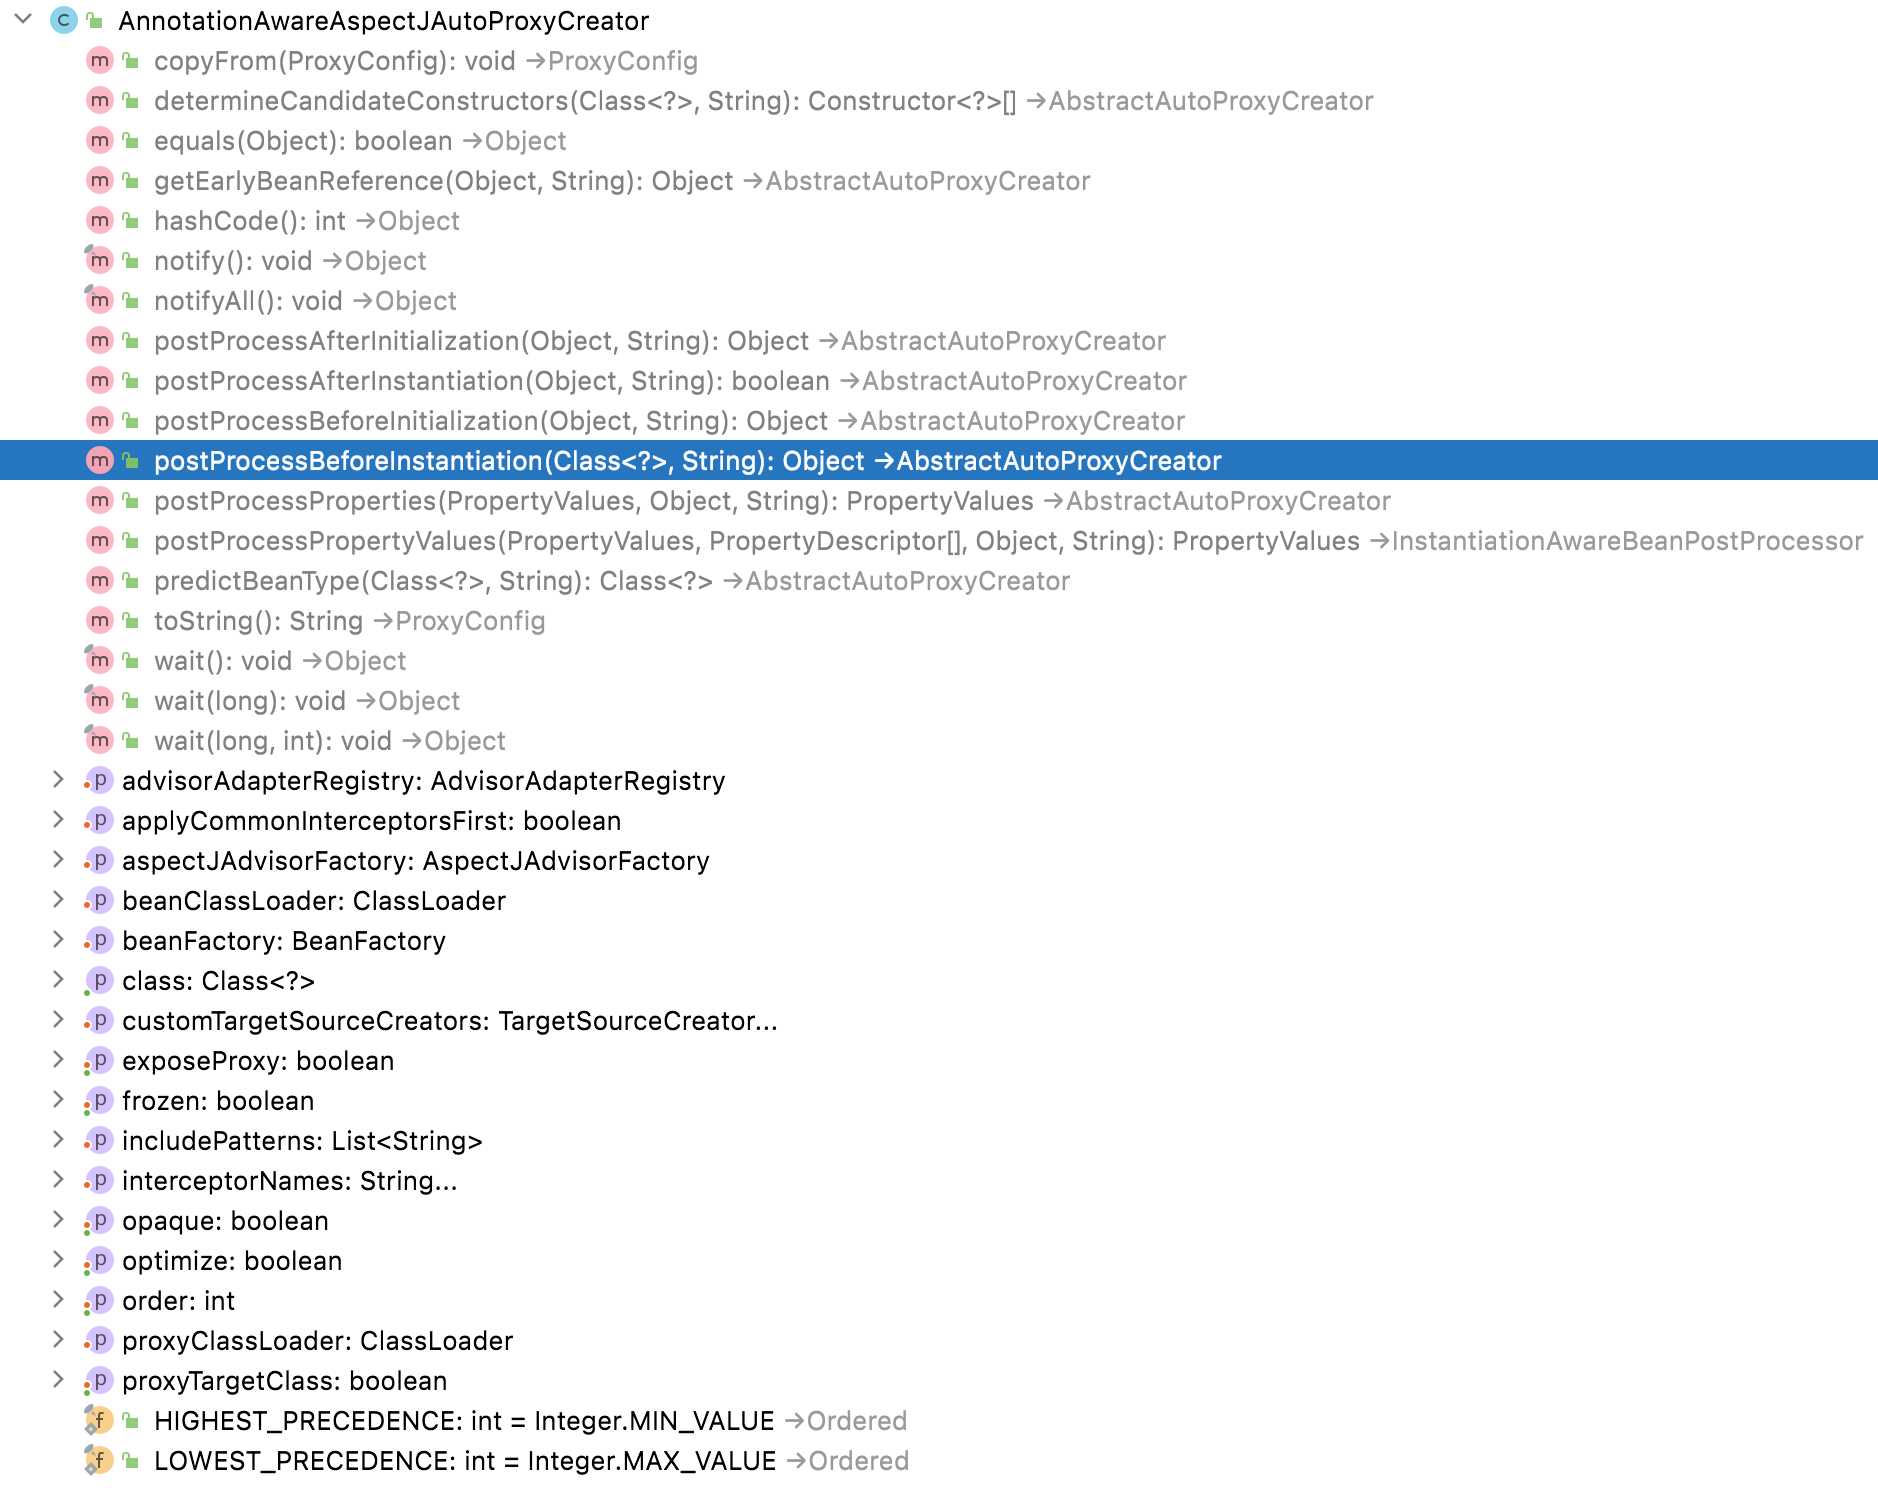 AnnotationAwareAspectJAutoProxyCreator
copyFrom(ProxyConfig): void →ProxyConfig
determineCandidateConstructors(Class<?>, String): Constructor<?>[] →AbstractAutoProxyCreator
equals(Object): boolean →Object
getEarlyBeanReference(Object, String): Object →AbstractAutoProxyCreator
hashCode(): int →Object
notify(): void →Object
notifyAll(): void →Object
postProcessAfterInitialization(Object, String): Object →AbstractAutoProxyCreator
postProcessAfterInstantiation(Object, String): boolean →AbstractAutoProxyCreator
postProcessBeforeInitialization(Object, String): Object →AbstractAutoProxyCreator
postProcessBeforeInstantiation(Class<?>, String): Object →AbstractAutoProxyCreator
postProcessProperties(PropertyValues, Object, String): PropertyValues →AbstractAutoProxyCreator
postProcessPropertyValues(PropertyValues, PropertyDescriptor[], Object, String): PropertyValues →InstantiationAwareBeanPostProcessor
predictBeanType(Class<?>, String): Class<?> →AbstractAutoProxyCreator
toString(): String →ProxyConfig
wait(): void →Object
wait(long): void →Object
wait(long, int): void →Object
advisorAdapterRegistry: AdvisorAdapterRegistry
applyCommonInterceptorsFirst: boolean
aspectJAdvisorFactory: AspectJAdvisorFactory
beanClassLoader: ClassLoader
beanFactory: BeanFactory
class: Class<?>
customTargetSourceCreators: TargetSourceCreator...
exposeProxy: boolean
frozen: boolean
includePatterns: List<String>
interceptorNames: String...
opaque: boolean
optimize: boolean
order: int
proxyClassLoader: ClassLoader
proxyTargetClass: boolean
HIGHEST_PRECEDENCE: int = Integer.MIN_VALUE →Ordered
LOWEST_PRECEDENCE: int = Integer.MAX_VALUE →Ordered